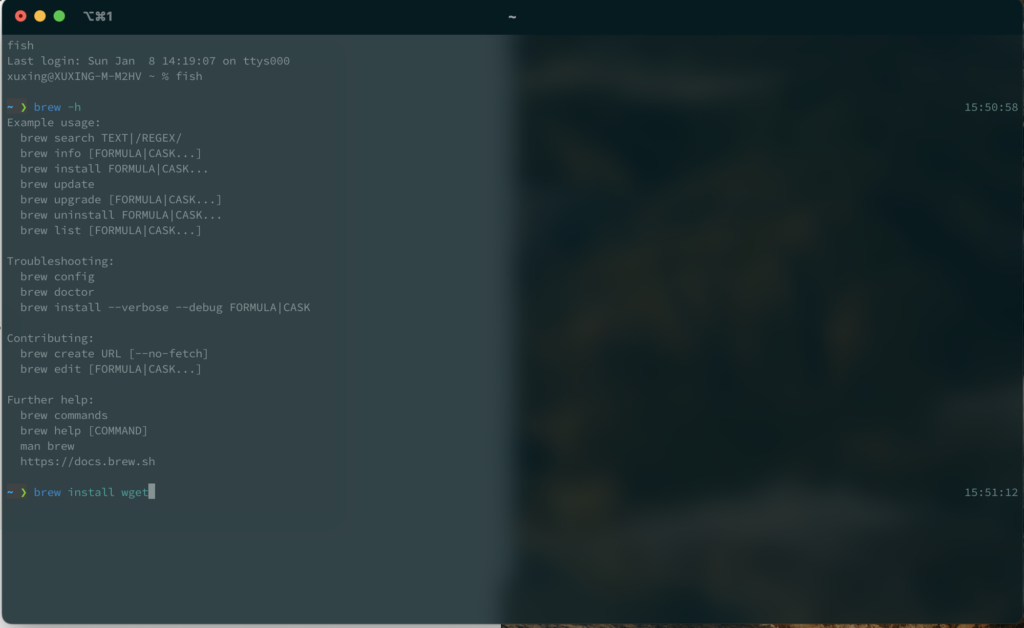 ⌥⌘1
~
fish
Last login: Sun Jan  8 14:19:07 on ttys000
xuxing@XUXING-M-M2HV ~ % fish
~ ❯ brew -h 15:50:58
Example usage:
  brew search TEXT|/REGEX/
  brew info [FORMULA|CASK...]
  brew install FORMULA|CASK...
  brew update
  brew upgrade [FORMULA|CASK...]
  brew uninstall FORMULA|CASK...
  brew list [FORMULA|CASK...]
Troubleshooting:
  brew config
  brew doctor
  brew install --verbose --debug FORMULA|CASK
Contributing:
  brew create URL [--no-fetch]
  brew edit [FORMULA|CASK...]
Further help:
  brew commands
  brew help [COMMAND]
  man brew
  https://docs.brew.sh
~ ❯ brew install wget 15:51:12